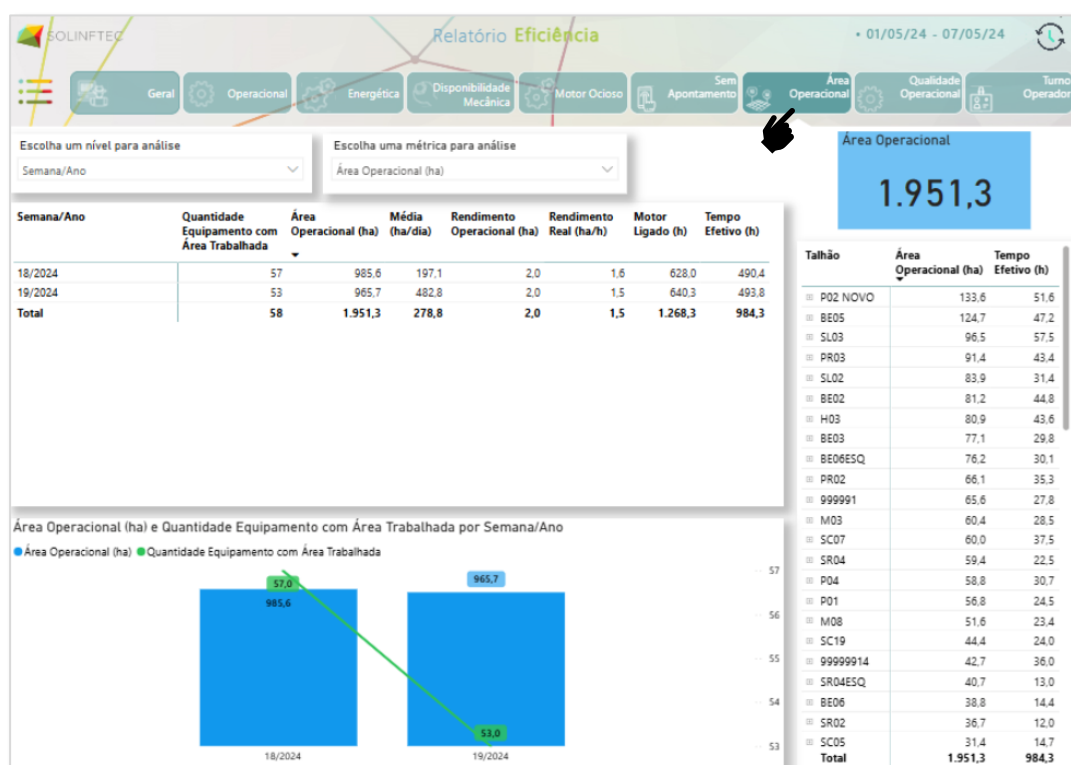 SOLINFTEC
Relatório Eficiência
• 01/05/24 - 07/05/24
Geral
Operacional
Energética
Disponibilidade
Mecânica
Motor Ocioso
Sem
Apontamento
Área
Operacional
Qualidade
Operacional
Turno
Operador
Escolha um nível para análise
Semana/Ano
Escolha uma métrica para análise
Área Operacional (ha)
Área Operacional
1.951,3
Semana/Ano Quantidade Equipamento com Área Trabalhada Área Operacional (ha) Média (ha/dia) Rendimento Operacional (ha) Rendimento Real (ha/h) Motor Ligado (h) Tempo Efetivo (h)
18/2024 57 985,6 197,1 2,0 1,6 628,0 490,4
19/2024 53 965,7 482,8 2,0 1,5 640,3 493,8
Total 58 1.951,3 278,8 2,0 1,5 1.268,3 984,3
Talhão Área Operacional (ha) Tempo Efetivo (h)
P02 NOVO 133,6 51,6
BE05 124,7 47,2
SL03 96,5 57,5
PR03 91,4 43,4
SL02 83,9 31,4
BE02 81,2 44,8
H03 80,9 43,6
BE03 77,1 29,8
BE06ESQ 76,2 30,1
PR02 66,1 35,3
999991 65,6 27,8
M03 60,4 28,5
SC07 60,0 37,5
SR04 59,4 22,5
P04 58,8 30,7
P01 56,8 24,5
M08 51,6 23,4
SC19 44,4 24,0
99999914 42,7 36,0
SR04ESQ 40,7 13,0
BE06 38,8 14,4
SR02 36,7 12,0
SC05 31,4 14,7
Total 1.951,3 984,3
Área Operacional (ha) e Quantidade Equipamento com Área Trabalhada por Semana/Ano
Área Operacional (ha) Quantidade Equipamento com Área Trabalhada
57,0
985,6
965,7
53,0
57
56
55
54
53
18/2024
19/2024